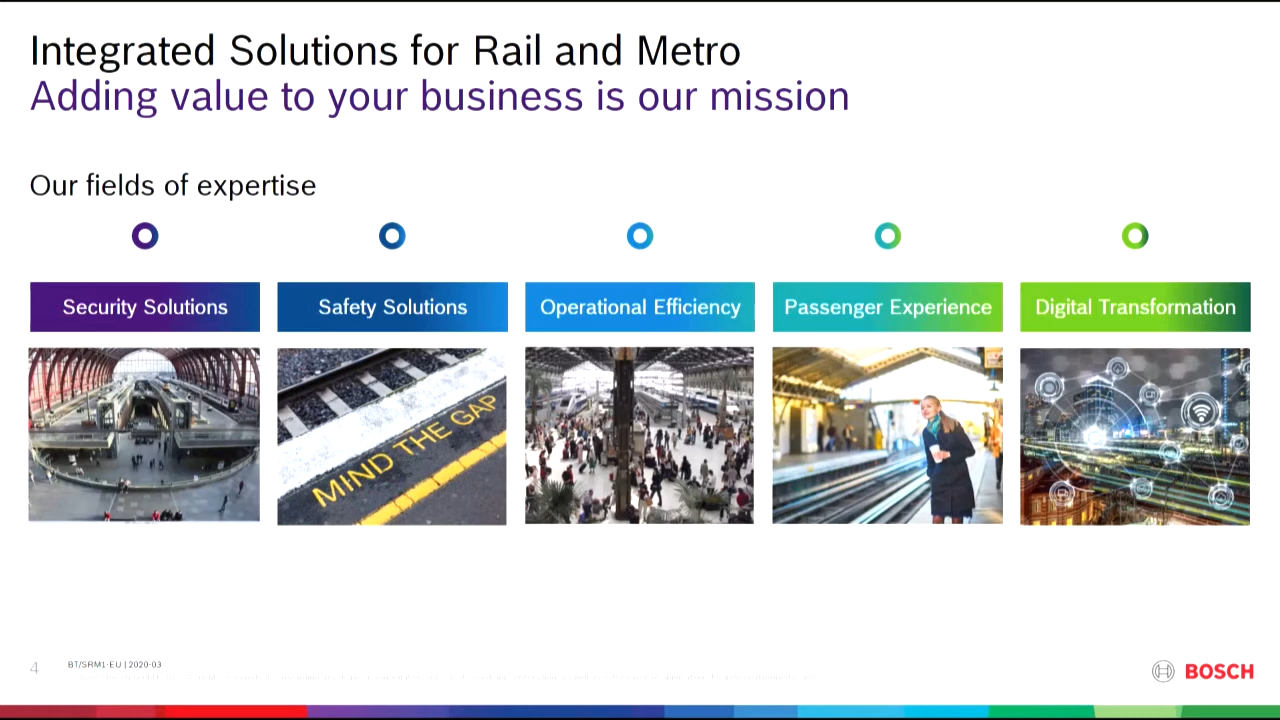 Integrated Solutions for Rail and Metro
Adding value to your business is our mission
Our fields of expertise
Security Solutions
Safety Solutions
Operational Efficiency
Passenger Experience
Digital Transformation
MIND THE GAP
4
BT/SRM1-EU | 2020-03
BOSCH